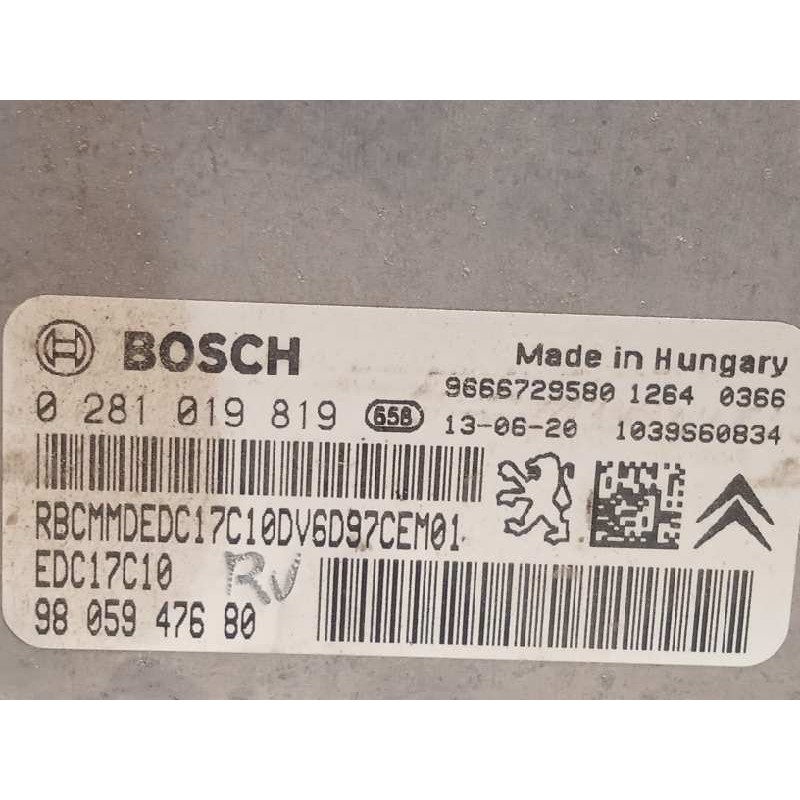 BOSCH
Made in Hungary
9666729580 1264 0366
0 281 019 819 658 13-06-20 1039S60834
RBCMMDEDC17C10DV6D97CEM01
EDC17C10 RV
98 059 476 80